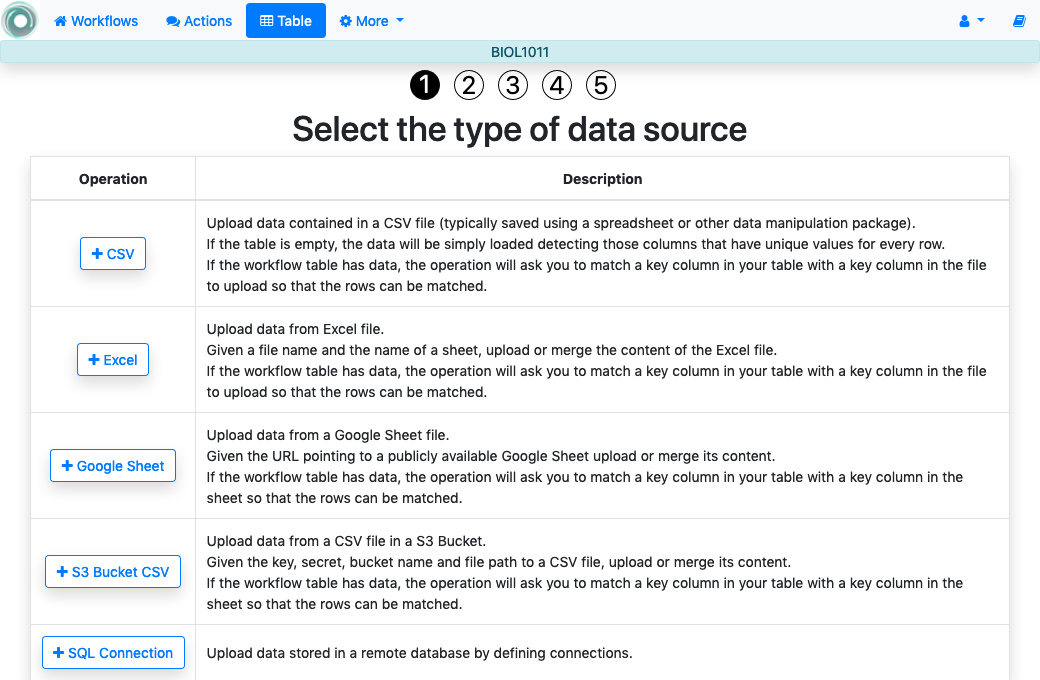 Workflows Actions Table More
BIOL1011
1 2 3 4 5
Select the type of data source
Operation Description
CSV
Upload data contained in a CSV file (typically saved using a spreadsheet or other data manipulation package).
If the table is empty, the data will be simply loaded detecting those columns that have unique values for every row.
If the workflow table has data, the operation will ask you to match a key column in your table with a key column in the file
to upload so that the rows can be matched.
Excel
Upload data from Excel file.
Given a file name and the name of a sheet, upload or merge the content of the Excel file.
If the workflow table has data, the operation will ask you to match a key column in your table with a key column in the file
to upload so that the rows can be matched.
Google Sheet
Upload data from a Google Sheet file.
Given the URL pointing to a publicly available Google Sheet upload or merge its content.
If the workflow table has data, the operation will ask you to match a key column in your table with a key column in the
sheet so that the rows can be matched.
S3 Bucket CSV
Upload data from a CSV file in a S3 Bucket.
Given the key, secret, bucket name and file path to a CSV file, upload or merge its content.
If the workflow table has data, the operation will ask you to match a key column in your table with a key column in the
sheet so that the rows can be matched.
SQL Connection
Upload data stored in a remote database by defining connections.